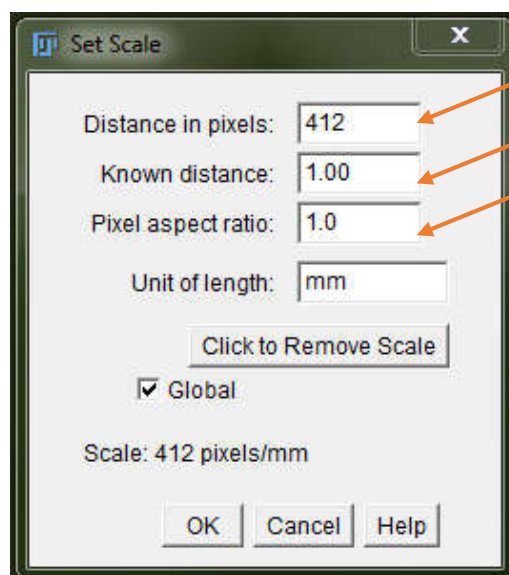 Set Scale x
Distance in pixels: 412
Known distance: 1.00
Pixel aspect ratio: 1.0
Unit of length: mm
Click to Remove Scale
Global
Scale: 412 pixels/mm
OK Cancel Help